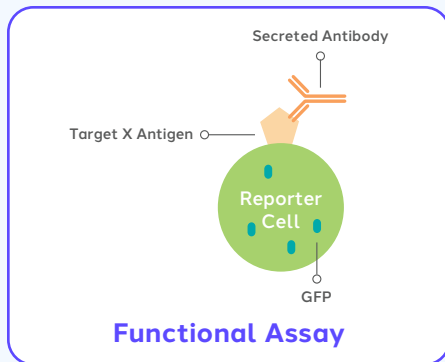 Secreted Antibody
Target X Antigen
Reporter
Cell
GFP
Functional Assay